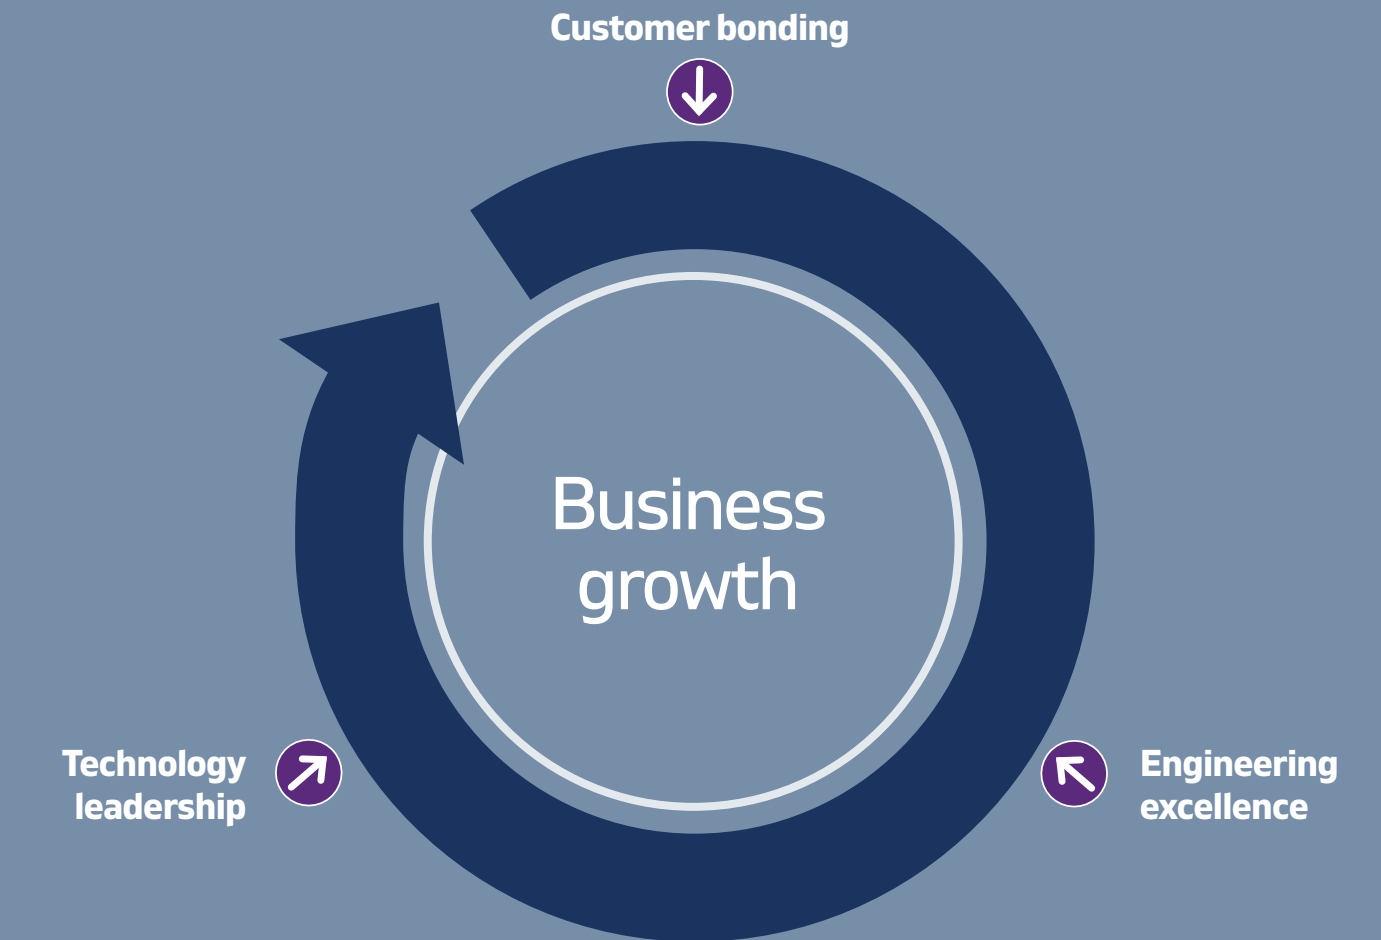 Customer bonding
Business
growth
Technology
leadership
Engineering
excellence